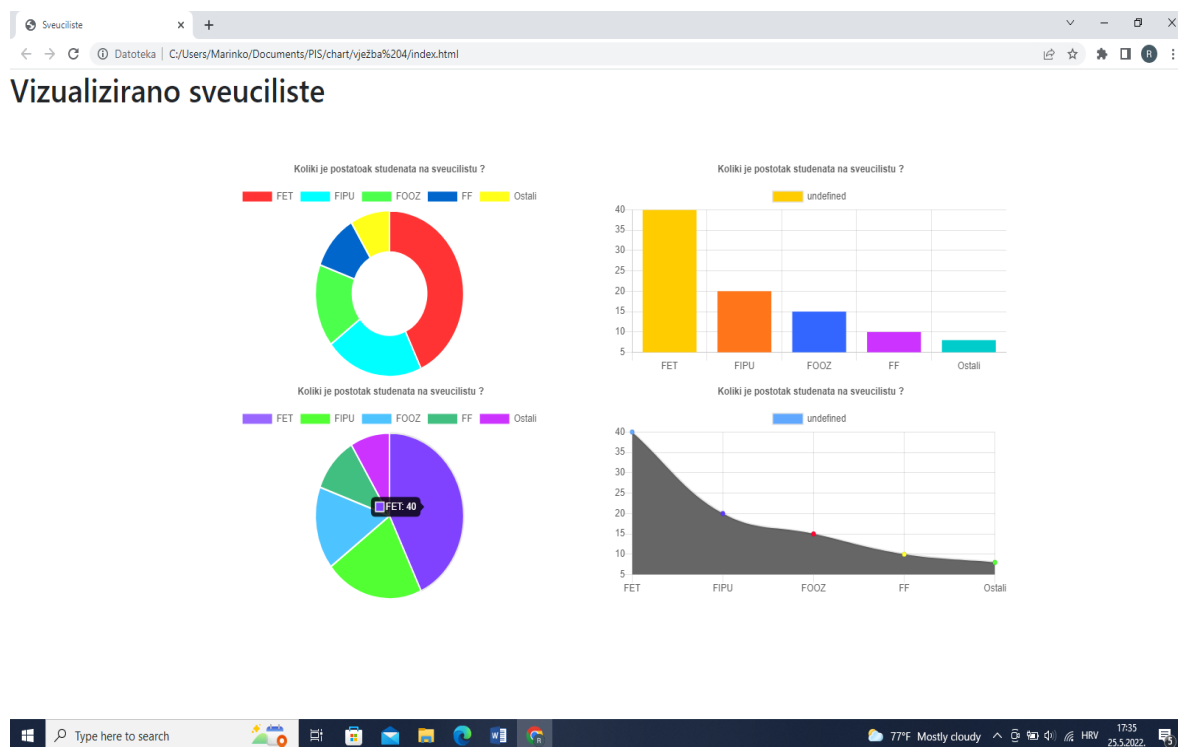 Sveuciliste
Datoteka C:/Users/Marinko/Documents/PIS/chart/vježba%204/index.html
R
Vizualizirano sveuciliste
Koliki je postatoak studenata na sveucilistu ?
FET FIPU FOOZ FF Ostali
Koliki je postotak studenata na sveucilistu ?
undefined
40
35
30
25
20
15
10
5
FET FIPU FOOZ FF Ostali
Koliki je postotak studenata na sveucilistu ?
FET FIPU FOOZ FF Ostali
FET: 40
Koliki je postotak studenata na sveucilistu ?
undefined
40
35
30
25
20
15
10
5
FET FIPU FOOZ FF Ostali
Type here to search
77°F Mostly cloudy
HRV
17:35
25.5.2022.
5